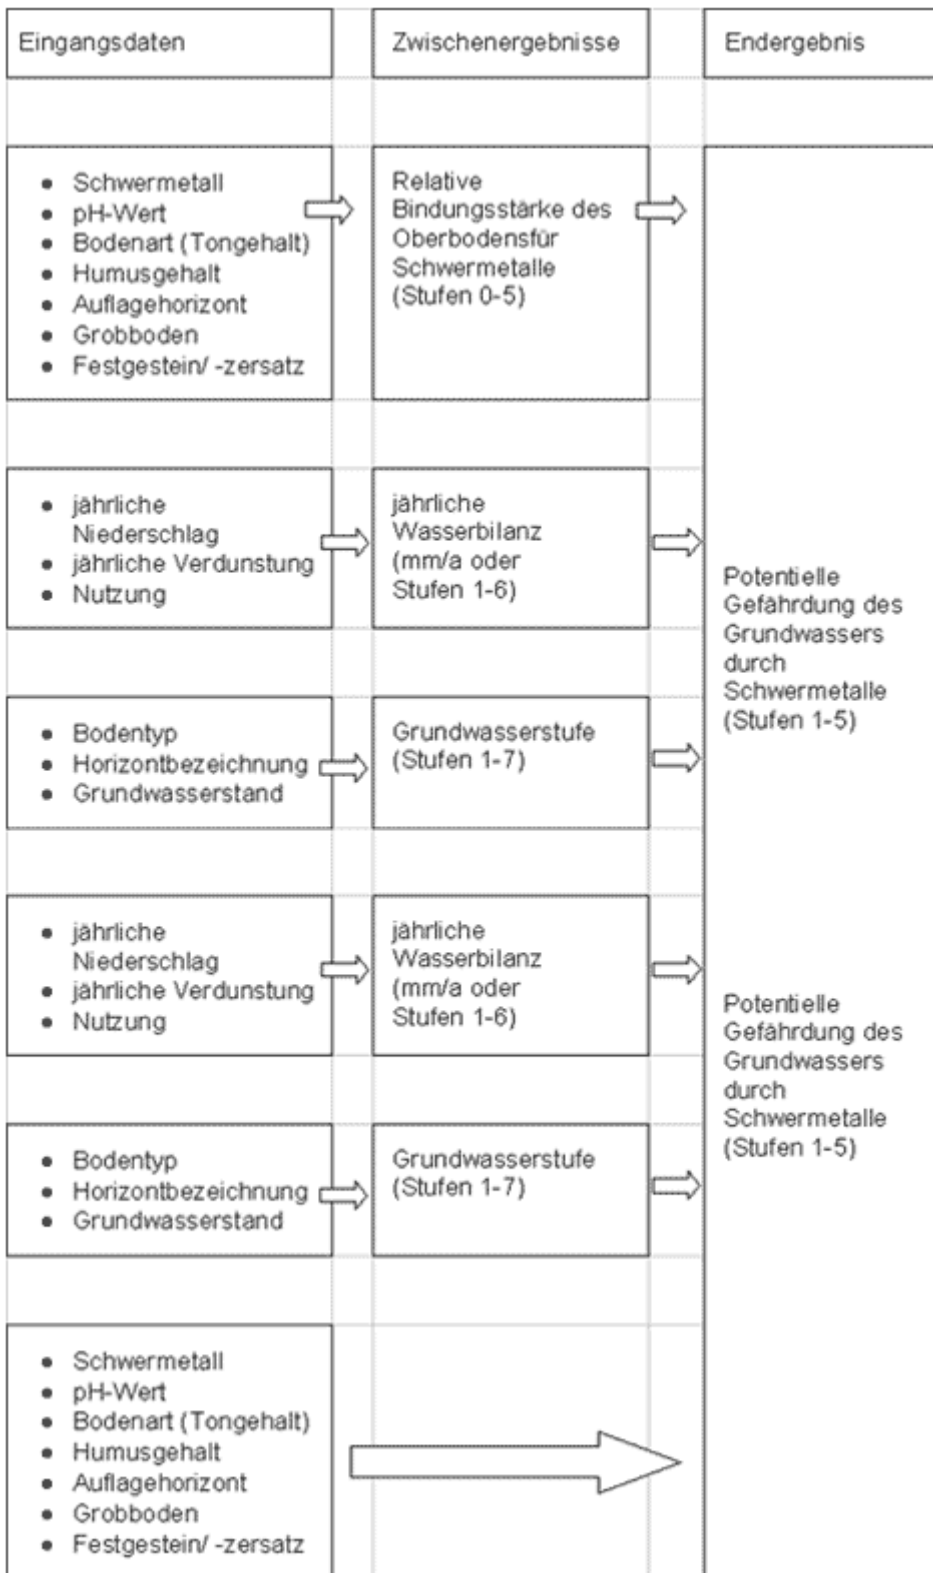 Eingangsdaten
Zwischenergebnisse
Endergebnis
• Schwermetall
• pH-Wert
• Bodenart (Tongehalt)
• Humusgehalt
• Auflagehorizont
• Grobboden
• Festgestein/ -zersatz
Relative
Bindungsstärke des
Oberbodensfür
Schwermetalle
(Stufen 0-5)
• jährliche
Niederschlag
• jährliche Verdunstung
• Nutzung
jährliche
Wasserbilanz
(mm/a oder
Stufen 1-6)
• Bodentyp
• Horizontbezeichnung
• Grundwasserstand
Grundwasserstufe
(Stufen 1-7)
Potentielle
Gefährdung des
Grundwassers
durch
Schwermetalle
(Stufen 1-5)
• jährliche
Niederschlag
• jährliche Verdunstung
• Nutzung
jährliche
Wasserbilanz
(mm/a oder
Stufen 1-6)
• Bodentyp
• Horizontbezeichnung
• Grundwasserstand
Grundwasserstufe
(Stufen 1-7)
Potentielle
Gefährdung des
Grundwassers
durch
Schwermetalle
(Stufen 1-5)
• Schwermetall
• pH-Wert
• Bodenart (Tongehalt)
• Humusgehalt
• Auflagehorizont
• Grobboden
• Festgestein/ -zersatz